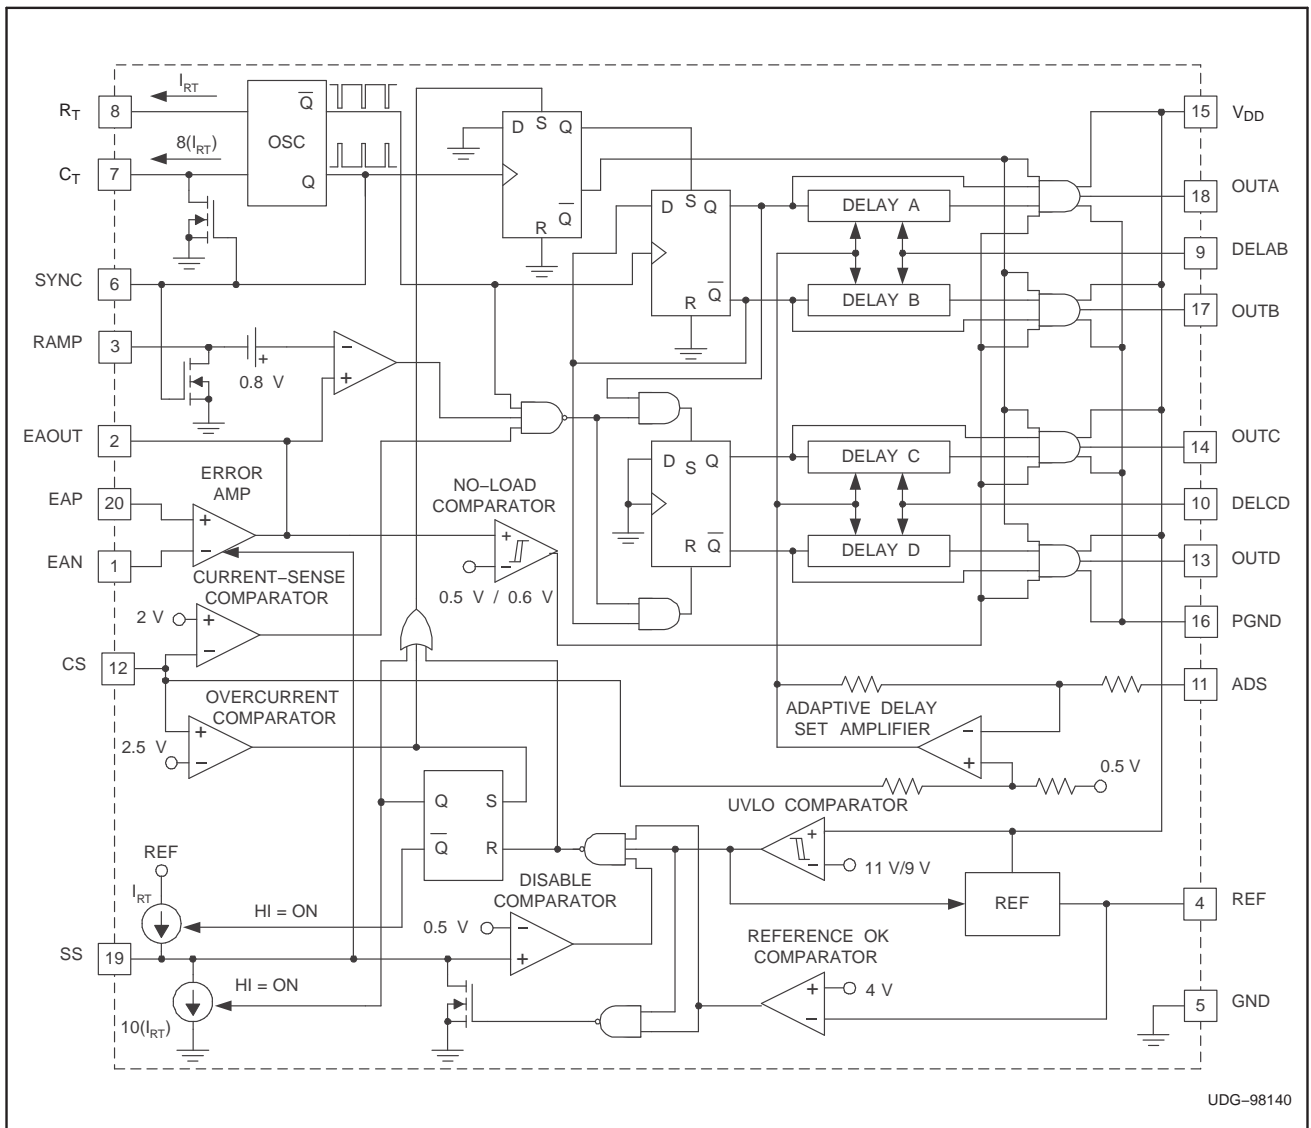 I_RT
R_T 8
Q̅
OSC
8(I_RT)
C_T 7
Q
D S Q
Q̅
R
15 V_DD
D S Q
DELAY A
18 OUTA
9 DELAB
SYNC 6
R Q̅
DELAY B
17 OUTB
RAMP 3
0.8 V
−
+
EAOUT 2
ERROR
AMP
D S Q
DELAY C
14 OUTC
EAP 20
+
−
NO−LOAD
COMPARATOR
+
−
10 DELCD
EAN 1
R Q̅
DELAY D
13 OUTD
0.5 V / 0.6 V
CURRENT−SENSE
COMPARATOR
2 V
+
−
16 PGND
CS 12
11 ADS
OVERCURRENT
COMPARATOR
+
2.5 V
−
ADAPTIVE DELAY
SET AMPLIFIER
−
+
0.5 V
Q S
Q̅ R
UVLO COMPARATOR
+
−
11 V/9 V
REF
I_RT
HI = ON
DISABLE
COMPARATOR
0.5 V
−
+
REF
4 REF
SS 19
HI = ON
10(I_RT)
REFERENCE OK
COMPARATOR
+
4 V
−
5 GND
UDG−98140